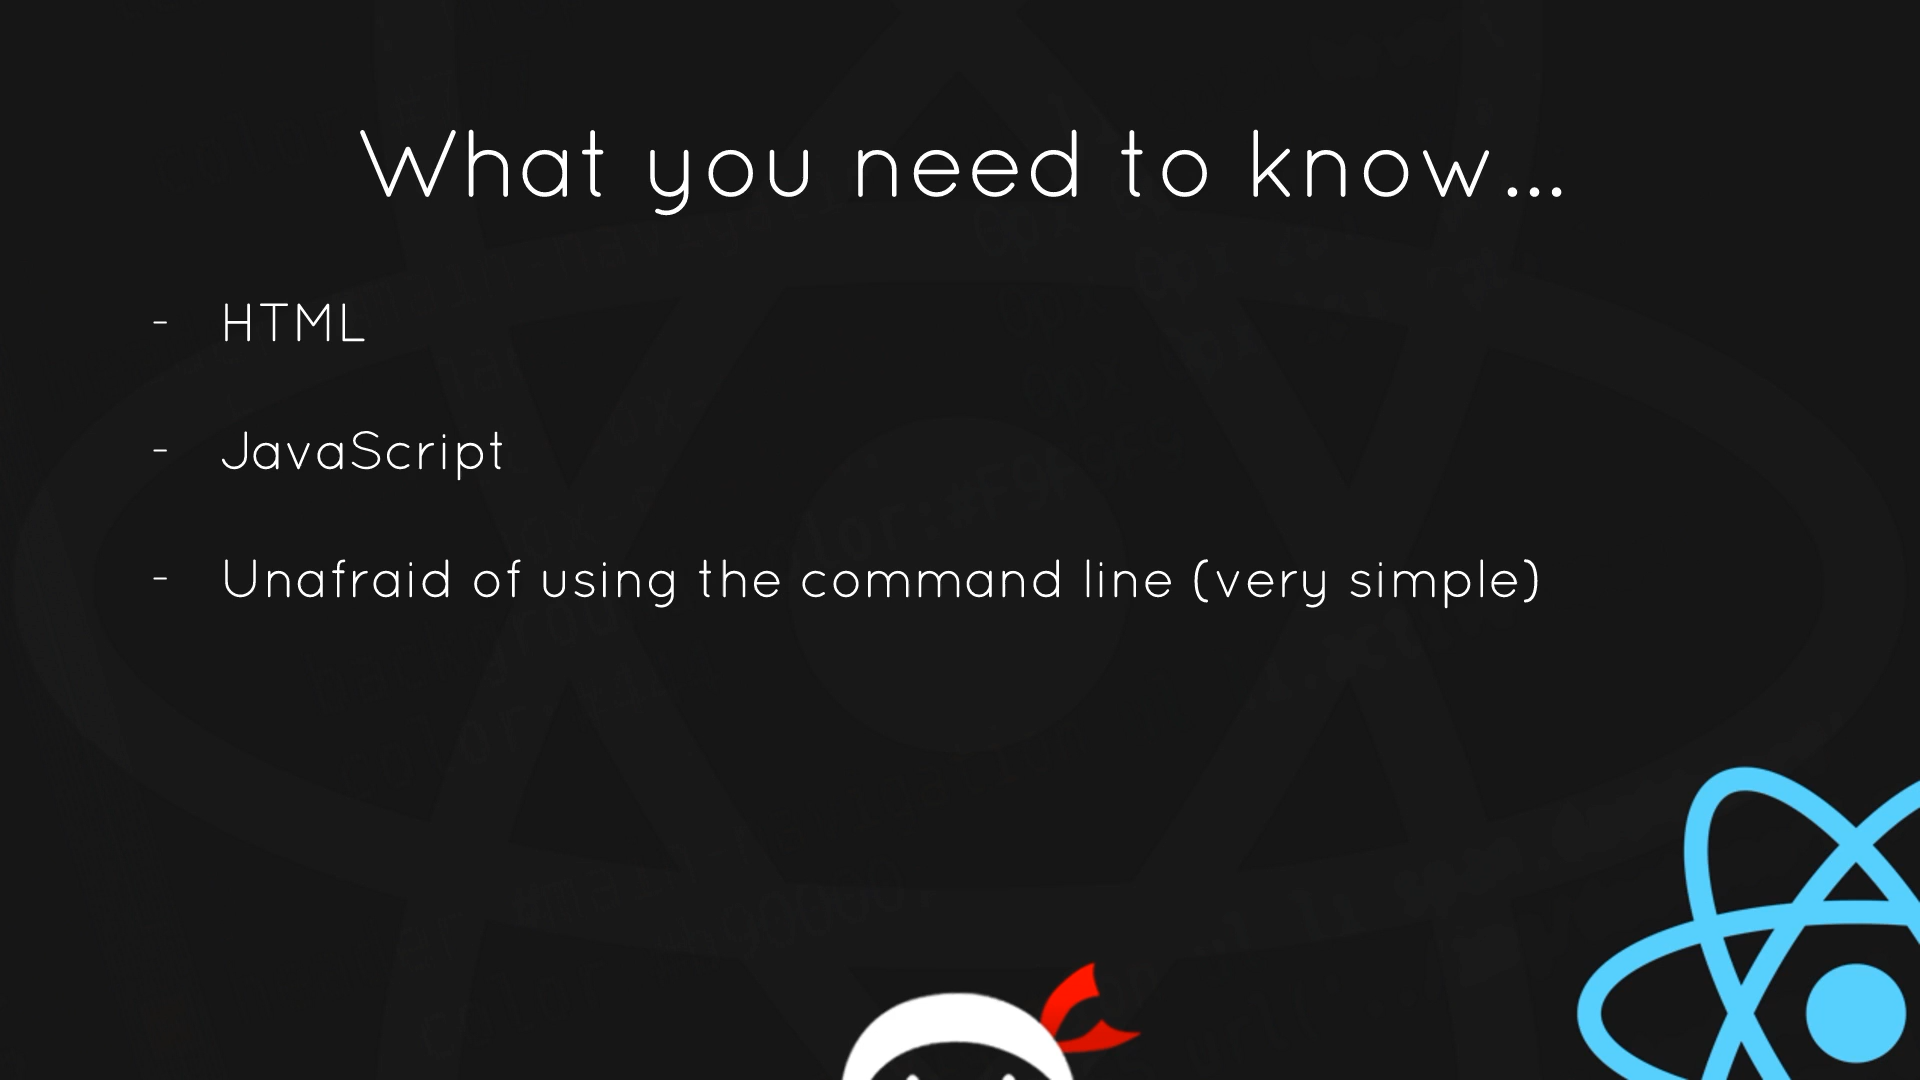 What you need to know...
- HTML
- JavaScript
- Unafraid of using the command line (very simple)